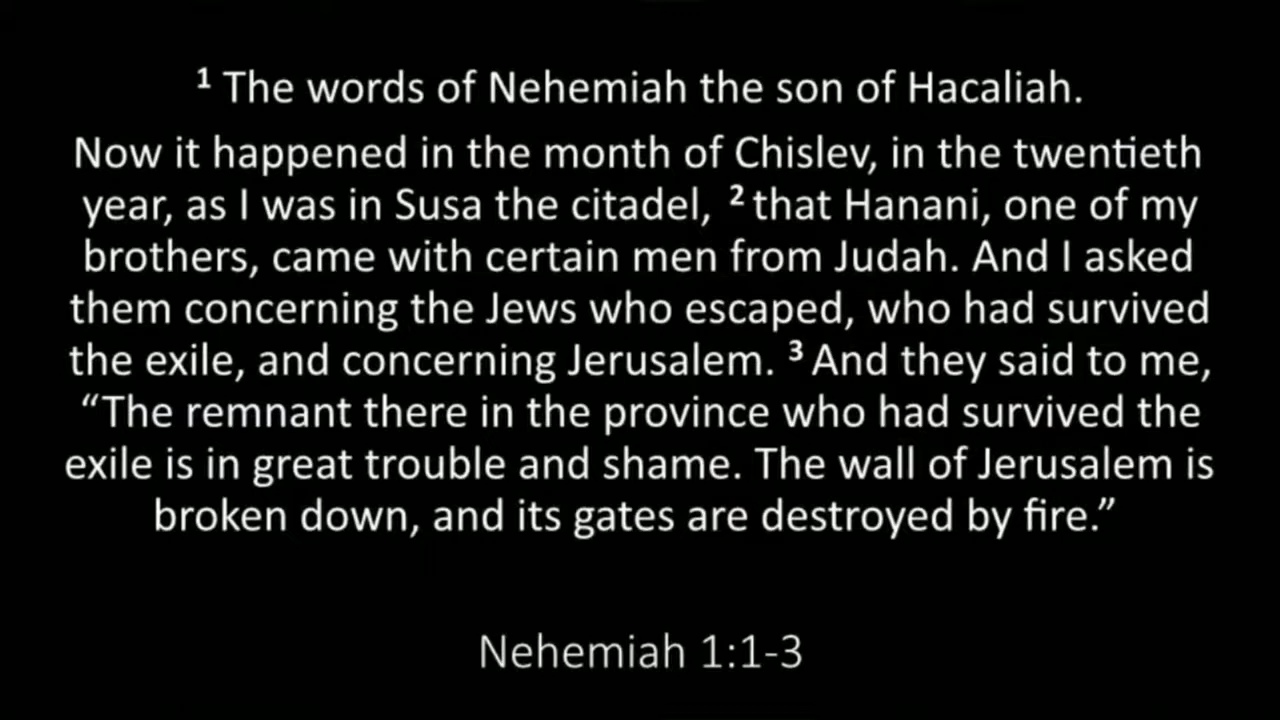 ¹ The words of Nehemiah the son of Hacaliah.
Now it happened in the month of Chislev, in the twentieth
year, as I was in Susa the citadel, ² that Hanani, one of my
brothers, came with certain men from Judah. And I asked
them concerning the Jews who escaped, who had survived
the exile, and concerning Jerusalem. ³ And they said to me,
“The remnant there in the province who had survived the
exile is in great trouble and shame. The wall of Jerusalem is
broken down, and its gates are destroyed by fire.”
Nehemiah 1:1-3